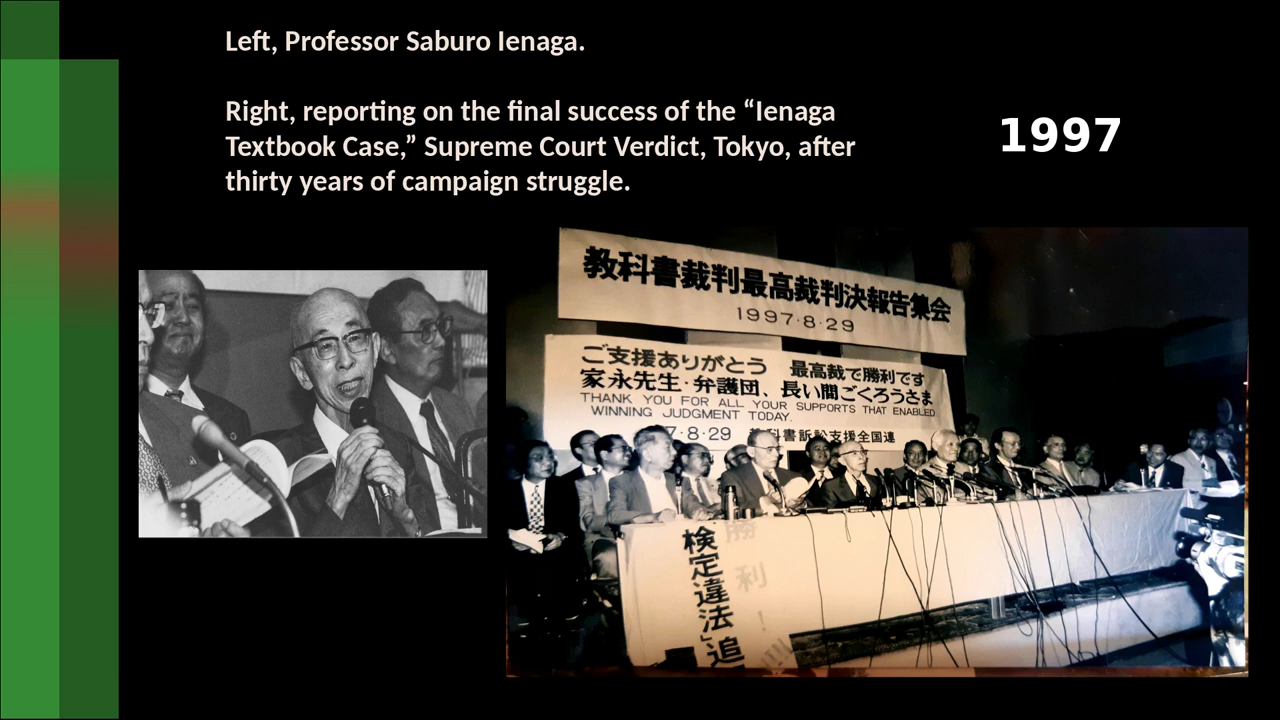 Left, Professor Saburo Ienaga.
Right, reporting on the final success of the “Ienaga
Textbook Case,” Supreme Court Verdict, Tokyo, after
thirty years of campaign struggle.
1997
教科書裁判最高裁判決報告集会
1997·8·29
ご支援ありがとう 最高裁で勝利です
家永先生·弁護団、長い間ごくろうさま
THANK YOU FOR ALL YOUR SUPPORTS THAT ENABLED
WINNING JUDGMENT TODAY.
7·8·29 教科書訴訟支援全国連
検定違法」追
勝利!